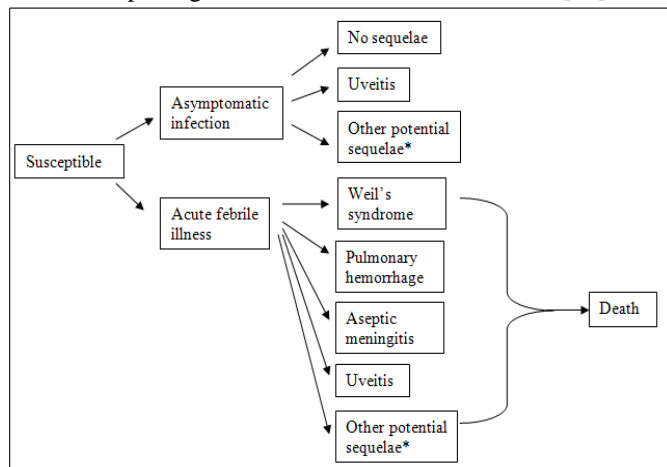 No sequelae
Uveitis
Asymptomatic
infection
Other potential
sequelae*
Susceptible
Weil's
syndrome
Acute febrile
illness
Pulmonary
hemorrhage
Death
Aseptic
meningitis
Uveitis
Other potential
sequelae*